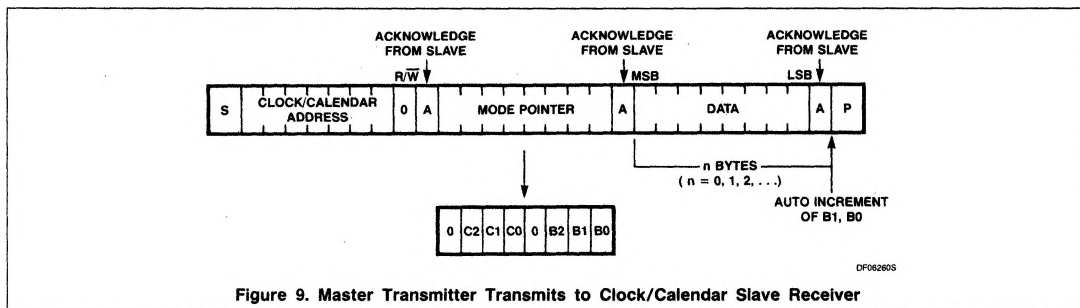 ACKNOWLEDGE
FROM SLAVE
ACKNOWLEDGE
FROM SLAVE
ACKNOWLEDGE
FROM SLAVE
R/W̅
MSB
LSB
S
CLOCK/CALENDAR
ADDRESS
0
A
MODE POINTER
A
DATA
A
P
n BYTES
( n = 0, 1, 2, . . .)
AUTO INCREMENT
OF B1, B0
0 C2 C1 C0 0 B2 B1 B0
DF06260S
Figure 9. Master Transmitter Transmits to Clock/Calendar Slave Receiver